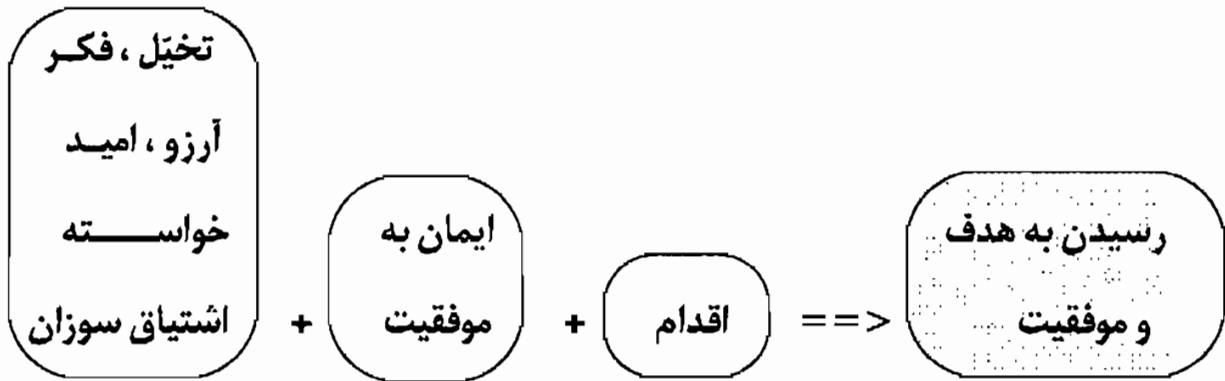 تخیّل ، فکر
آرزو ، امید
خواسته
اشتیاق سوزان
+
ایمان به
موفقیت
+
اقدام
==>
رسیدن به هدف
و موفقیت